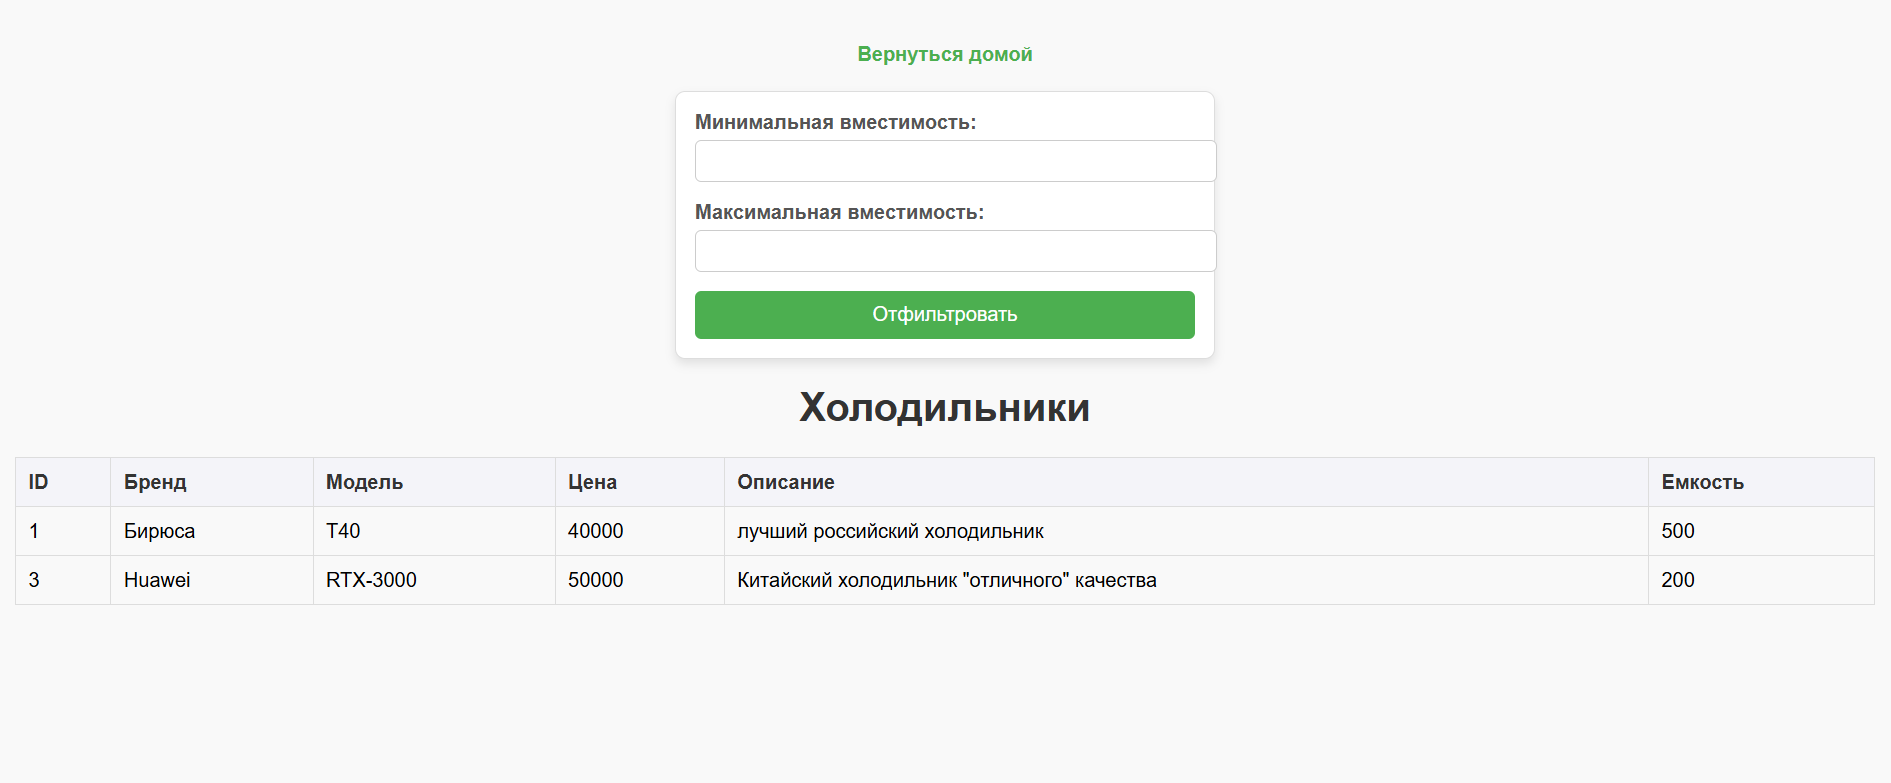 Вернуться домой
Минимальная вместимость:
Максимальная вместимость:
Отфильтровать
Холодильники
ID Бренд Модель Цена Описание Емкость
1 Бирюса T40 40000 лучший российский холодильник 500
3 Huawei RTX-3000 50000 Китайский холодильник "отличного" качества 200